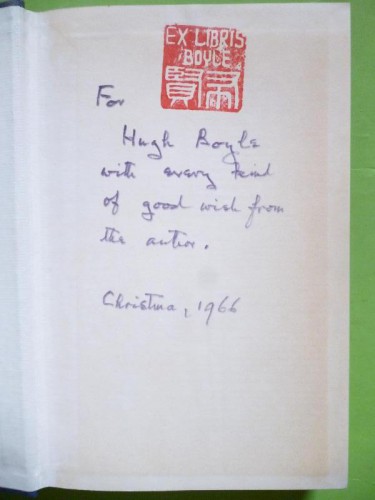 EX LIBRIS
BOYLE
For
Hugh Boyle
with every kind
of good wish from
the author.
Christmas, 1966